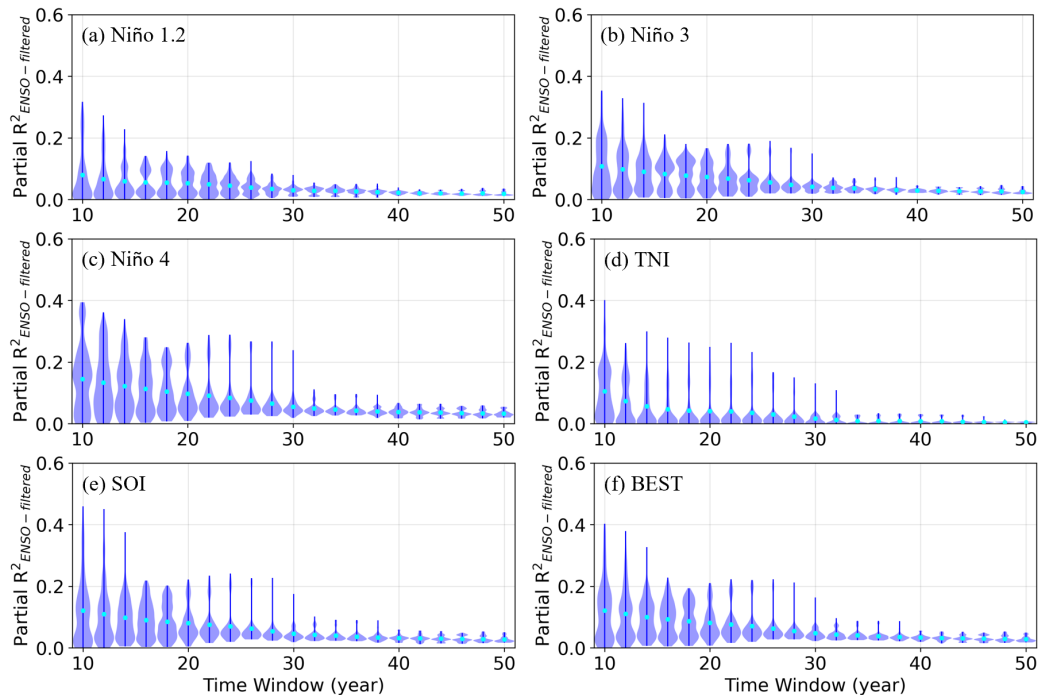 (a) Niño 1.2
Partial R²ENSO−filtered
0.6
0.4
0.2
0.0
10 20 30 40 50
(b) Niño 3
Partial R²ENSO−filtered
0.6
0.4
0.2
0.0
10 20 30 40 50
(c) Niño 4
Partial R²ENSO−filtered
0.6
0.4
0.2
0.0
10 20 30 40 50
(d) TNI
Partial R²ENSO−filtered
0.6
0.4
0.2
0.0
10 20 30 40 50
(e) SOI
Partial R²ENSO−filtered
0.6
0.4
0.2
0.0
10 20 30 40 50
Time Window (year)
(f) BEST
Partial R²ENSO−filtered
0.6
0.4
0.2
0.0
10 20 30 40 50
Time Window (year)